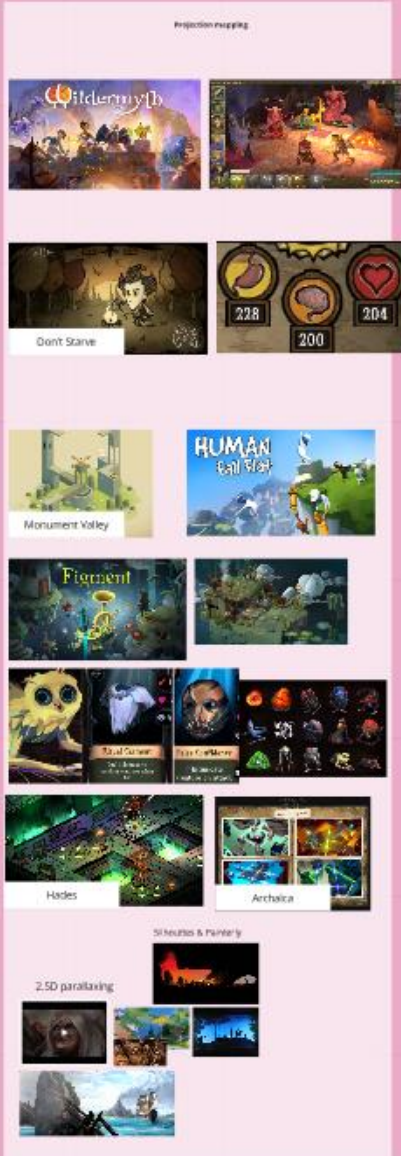 Projection mapping
Wildermyth
Don't Starve
228
200
204
Monument Valley
HUMAN
Fall Flat
Figment
Hades
Archaica
Silhouttes & Painterly
2.5D parallaxing